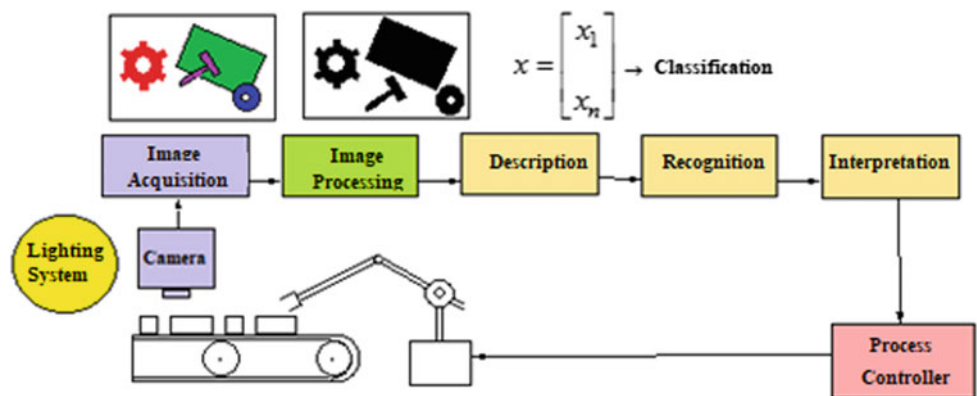 x = [ x1
xn ] → Classification
Image
Acquisition
Image
Processing
Description
Recognition
Interpretation
Lighting
System
Camera
Process
Controller